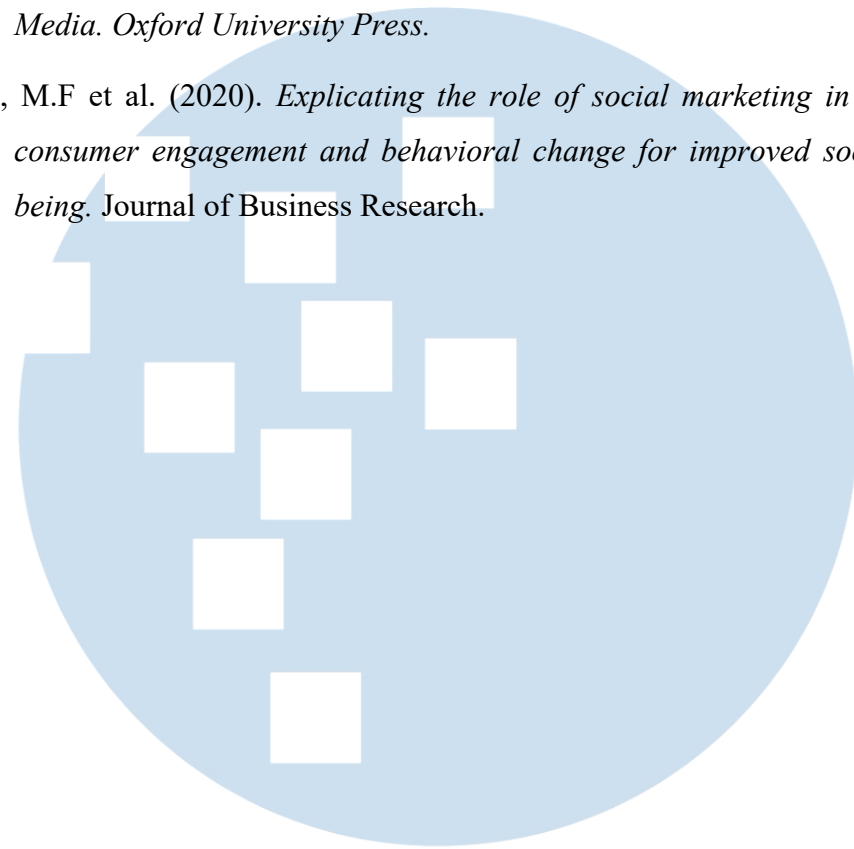 Media. Oxford University Press.
, M.F et al. (2020). Explicating the role of social marketing in
consumer engagement and behavioral change for improved
being. Journal of Business Research.